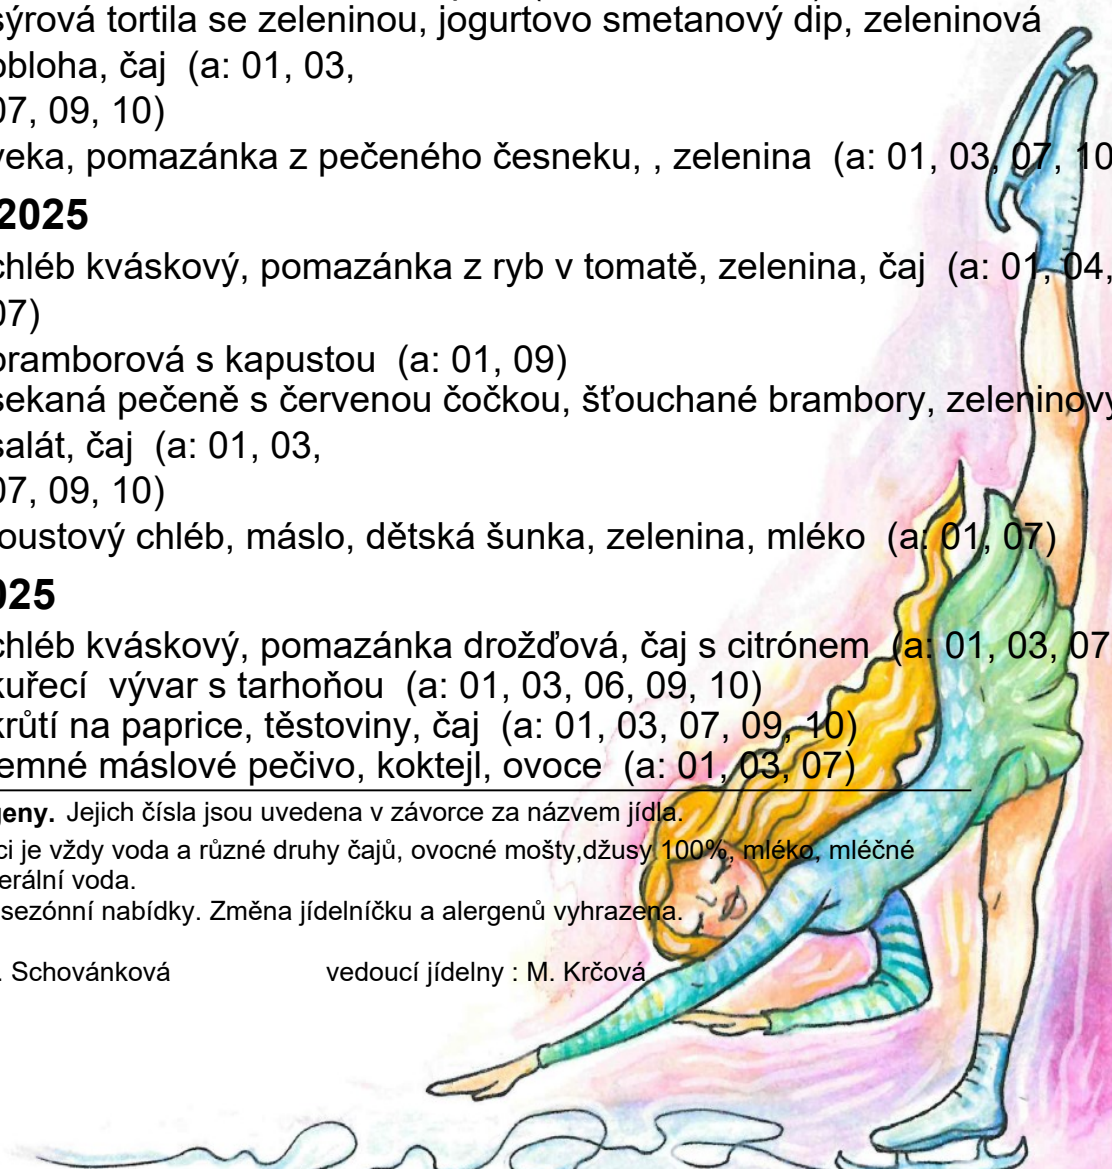 sýrová tortila se zeleninou, jogurtovo smetanový dip, zeleninová
obloha, čaj (a: 01, 03,
07, 09, 10)
veka, pomazánka z pečeného česneku, , zelenina (a: 01, 03, 07, 10
2025
chléb kváskový, pomazánka z ryb v tomatě, zelenina, čaj (a: 01, 04,
07)
bramborová s kapustou (a: 01, 09)
sekaná pečeně s červenou čočkou, šťouchané brambory, zeleninový
salát, čaj (a: 01, 03,
07, 09, 10)
toustový chléb, máslo, dětská šunka, zelenina, mléko (a: 01, 07)
025
chléb kváskový, pomazánka drožďová, čaj s citrónem (a: 01, 03, 07
kuřecí vývar s tarhoňou (a: 01, 03, 06, 09, 10)
krůtí na paprice, těstoviny, čaj (a: 01, 03, 07, 09, 10)
jemné máslové pečivo, koktejl, ovoce (a: 01, 03, 07)
geny. Jejich čísla jsou uvedena v závorce za názvem jídla.
ci je vždy voda a různé druhy čajů, ovocné mošty,džusy 100%, mléko, mléčné
erální voda.
sezónní nabídky. Změna jídelníčku a alergenů vyhrazena.
. Schovánková vedoucí jídelny : M. Krčová